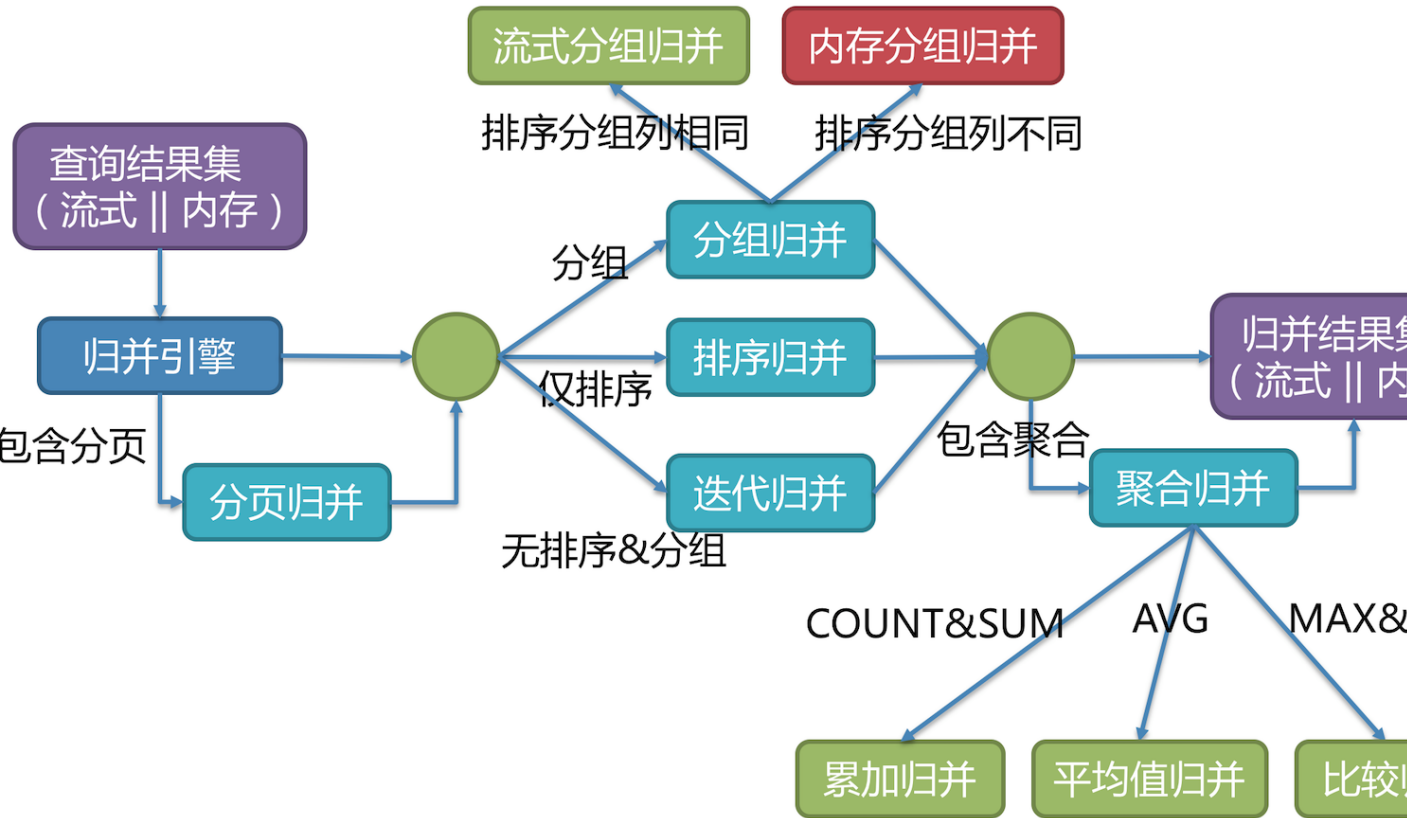 流式分组归并
内存分组归并
排序分组列相同
排序分组列不同
查询结果集
（流式 || 内存）
分组归并
分组
归并引擎
排序归并
仅排序
归并结果
（流式 || 内
包含分页
分页归并
迭代归并
无排序&分组
包含聚合
聚合归并
COUNT&SUM
AVG
MAX&
累加归并
平均值归并
比较